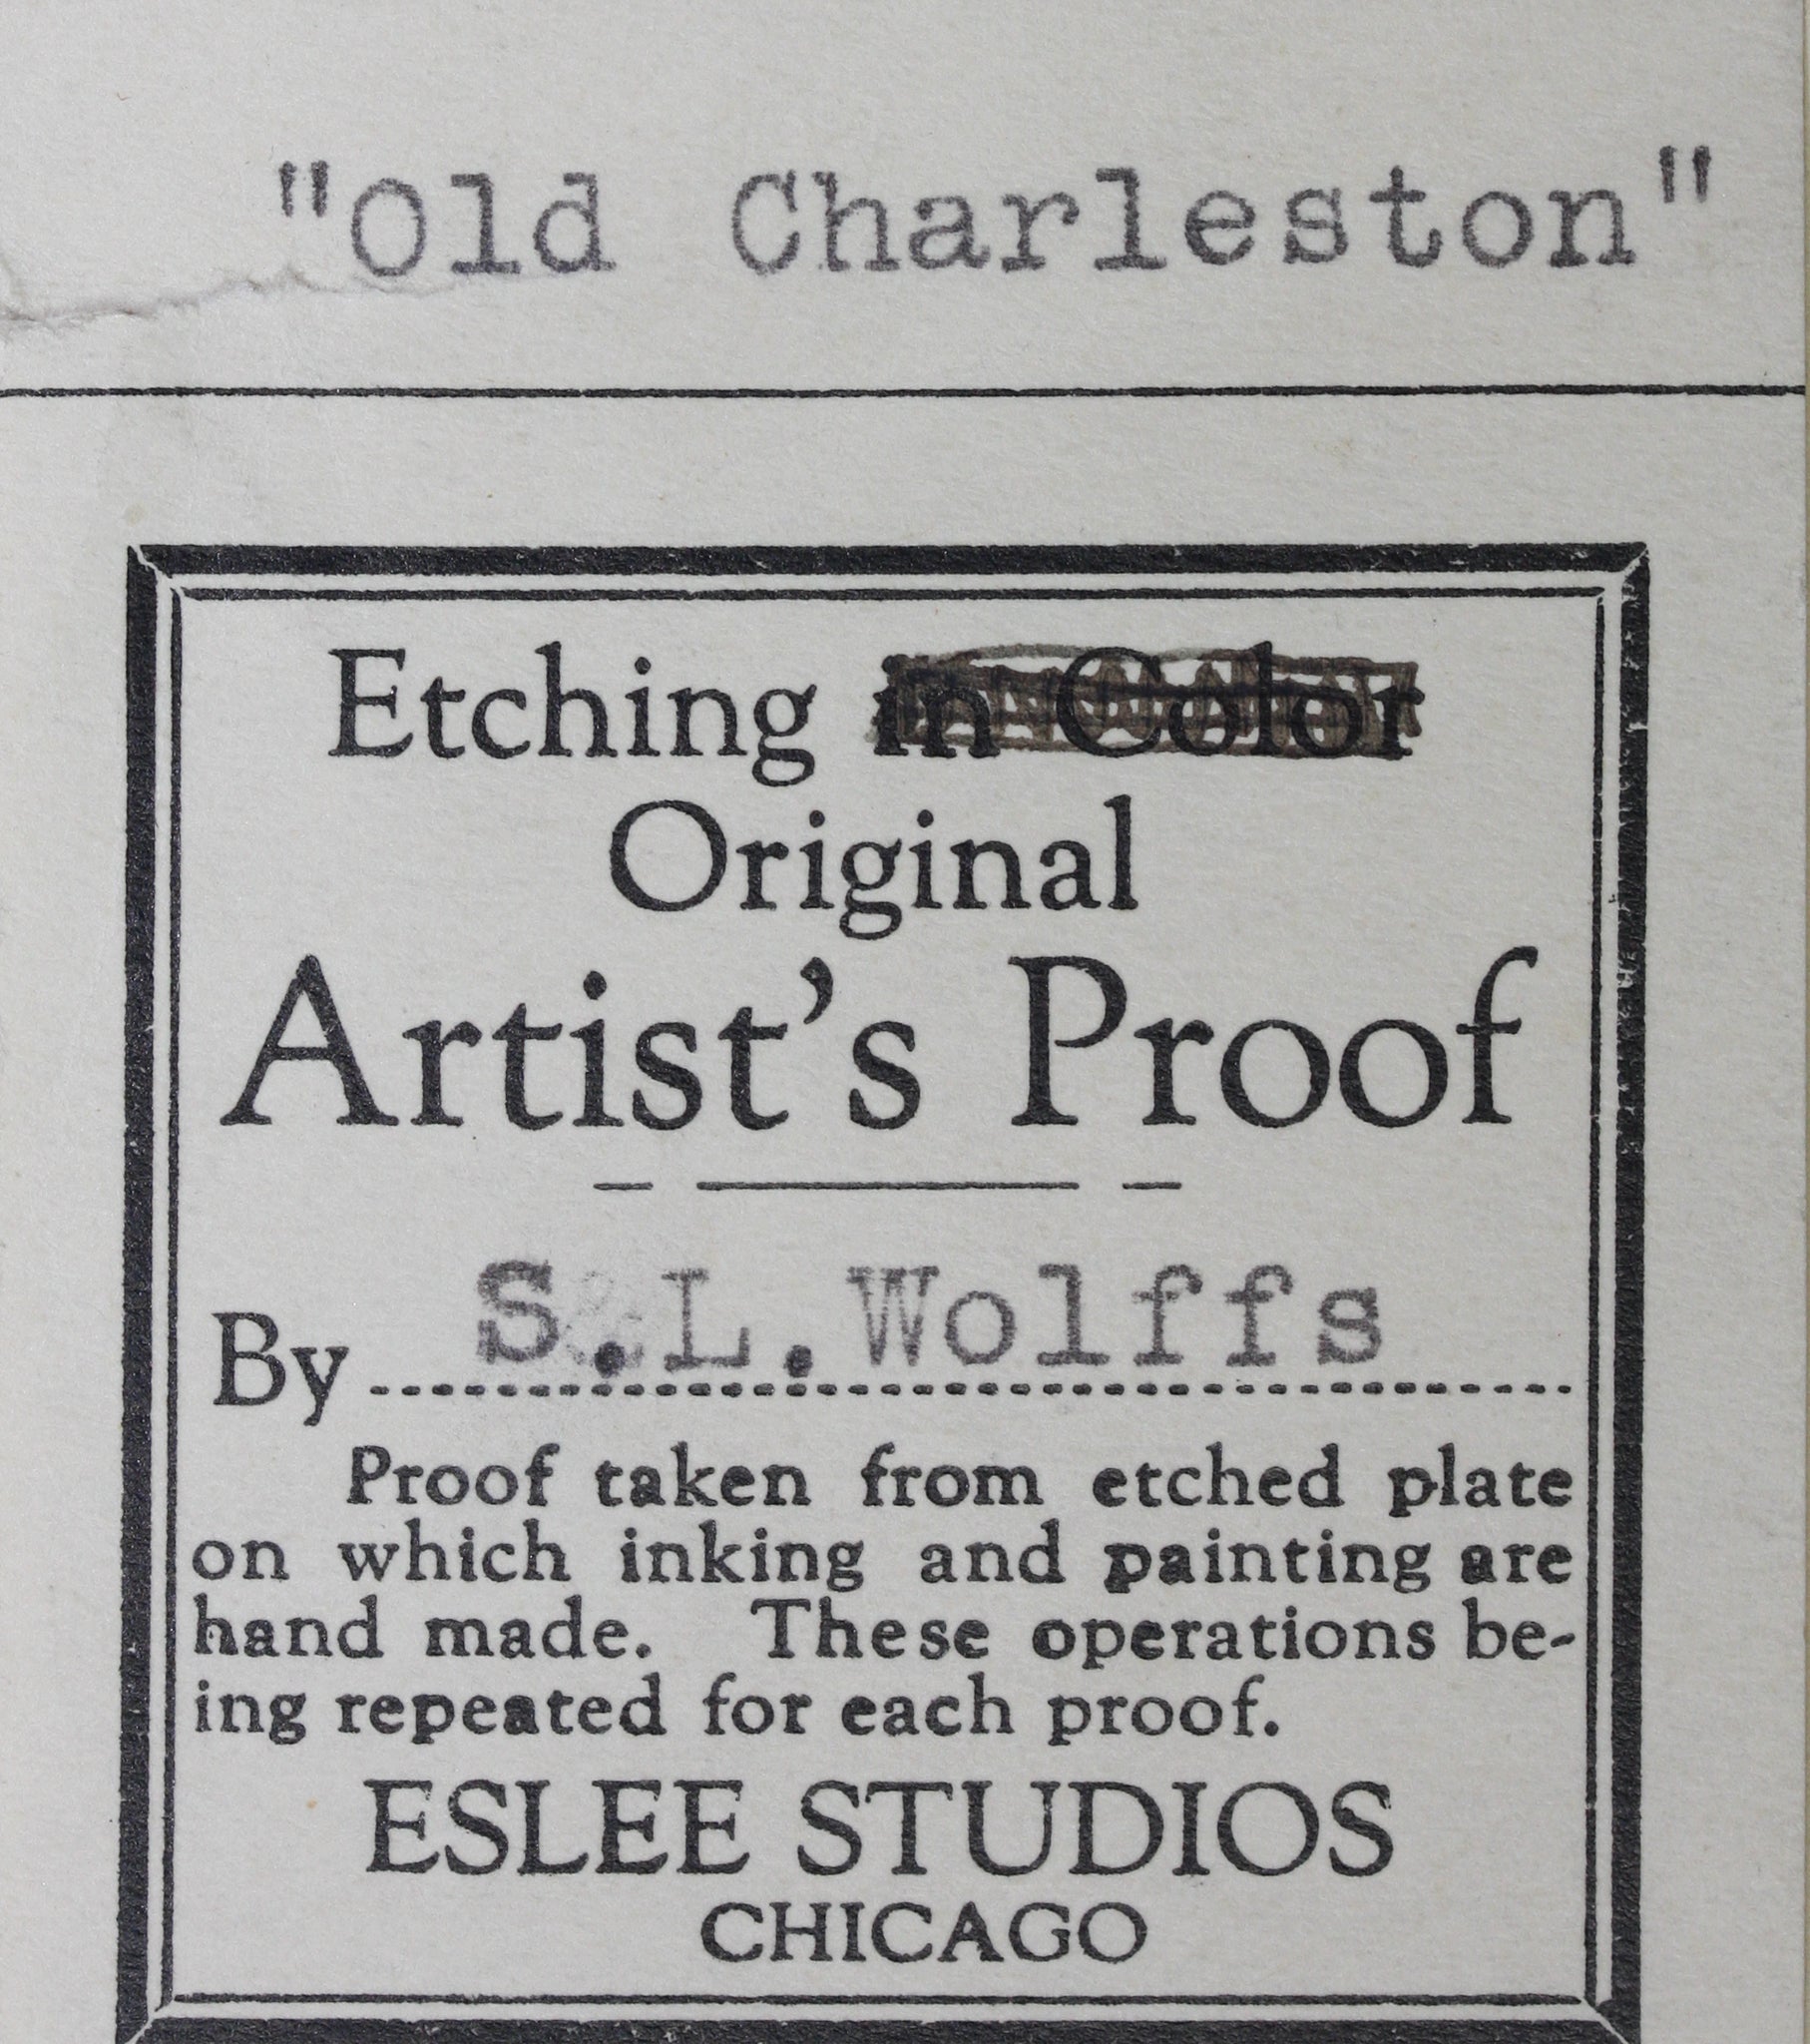 "Old Charleston"
Etching in Color
Original
Artist's Proof
By S.L.Wolffs
Proof taken from etched plate
on which inking and painting are
hand made. These operations be-
ing repeated for each proof.
ESLEE STUDIOS
CHICAGO